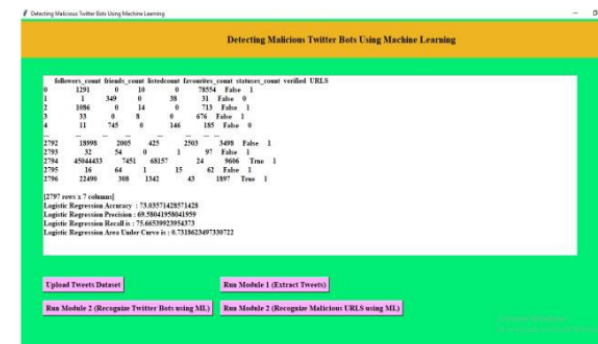 Detecting Malicious Twitter Bots Using Machine Learning
Detecting Malicious Twitter Bots Using Machine Learning
followers_count friends_count listedcount favourites_count statuses_count verified URLS
0 1291 0 10 0 78554 False 1
1 1 349 0 38 31 False 0
2 1086 0 14 0 713 False 1
3 33 0 8 0 676 False 1
4 11 745 0 146 185 False 0
... ... ... ... ... ... ... ...
2792 18998 2005 425 2503 3498 False 1
2793 32 54 0 1 97 False 1
2794 45044433 7451 68157 24 9606 True 1
2795 16 64 1 15 62 False 1
2796 22490 308 1342 43 1897 True 1
[2797 rows x 7 columns]
Logistic Regression Accuracy : 73.03571428571428
Logistic Regression Precision : 69.58041958041959
Logistic Regression Recall is : 75.66539923954373
Logistic Regression Area Under Curve is : 0.7318623497330722
Upload Tweets Dataset
Run Module 1 (Extract Tweets)
Run Module 2 (Recognize Twitter Bots using ML)
Run Module 2 (Recognize Malicious URLS using ML)